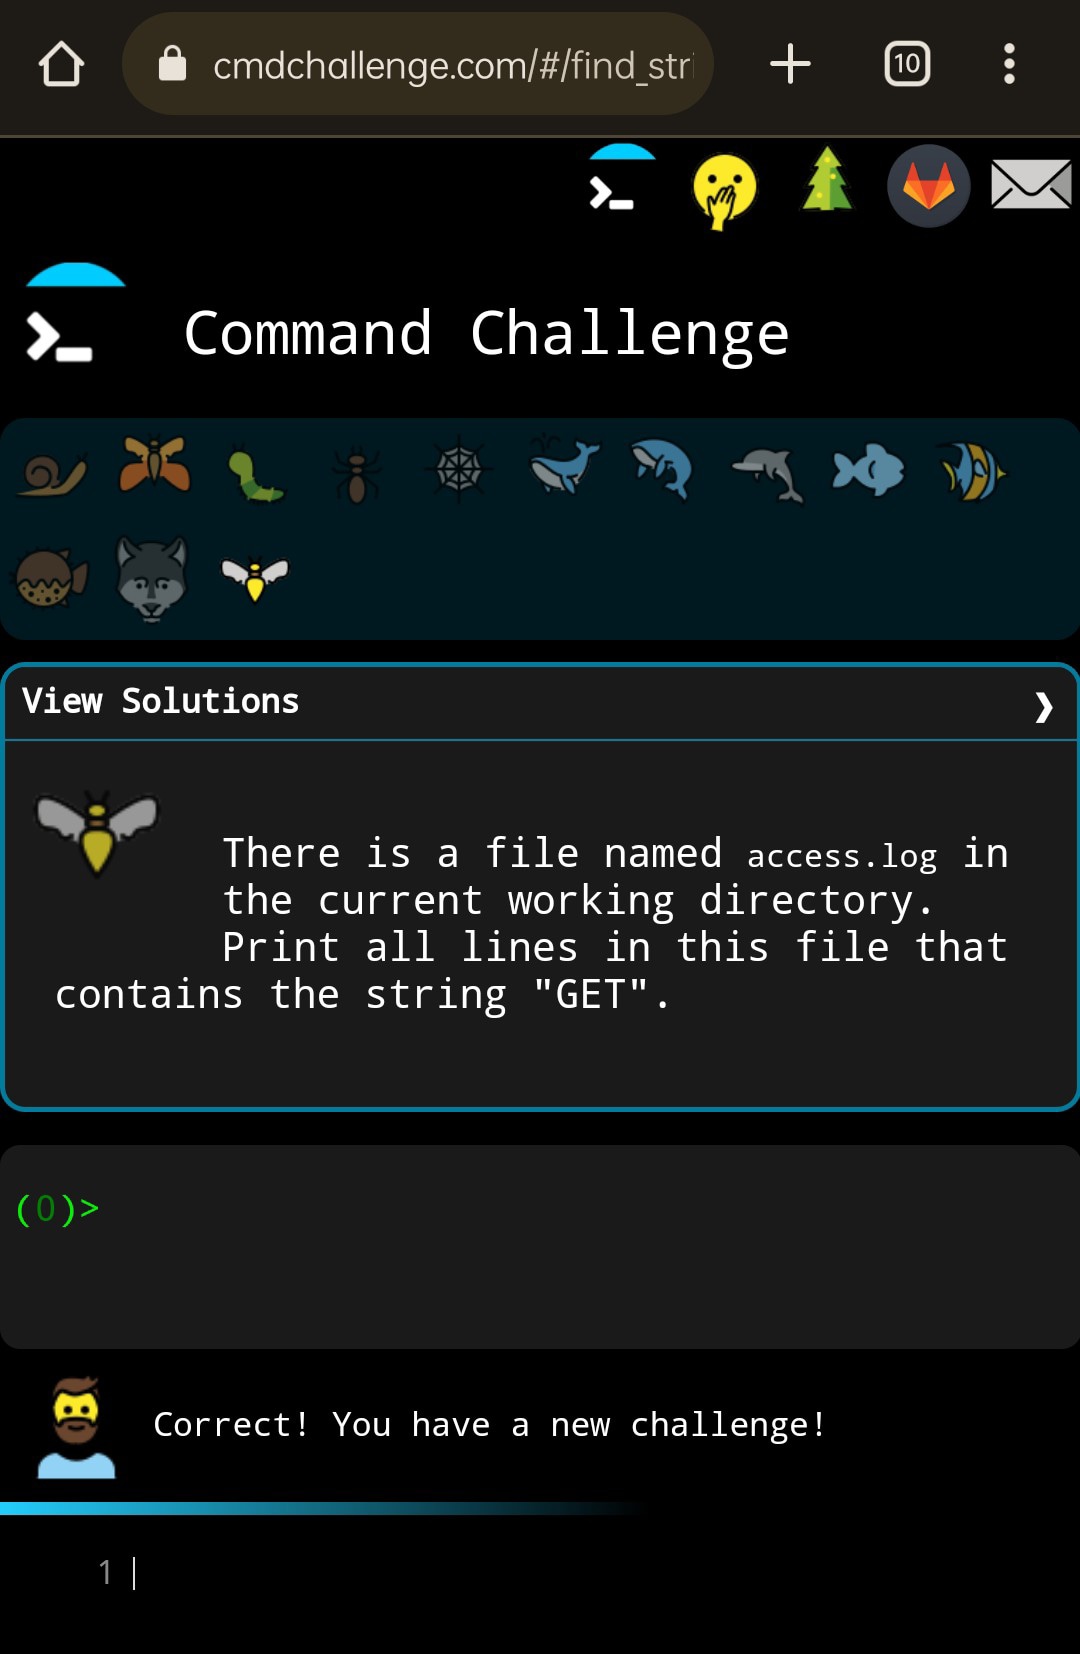 cmdchallenge.com/#/find_stri
10
Command Challenge
View Solutions
There is a file named access.log in
the current working directory.
Print all lines in this file that
contains the string "GET".
(0)>
Correct! You have a new challenge!
1